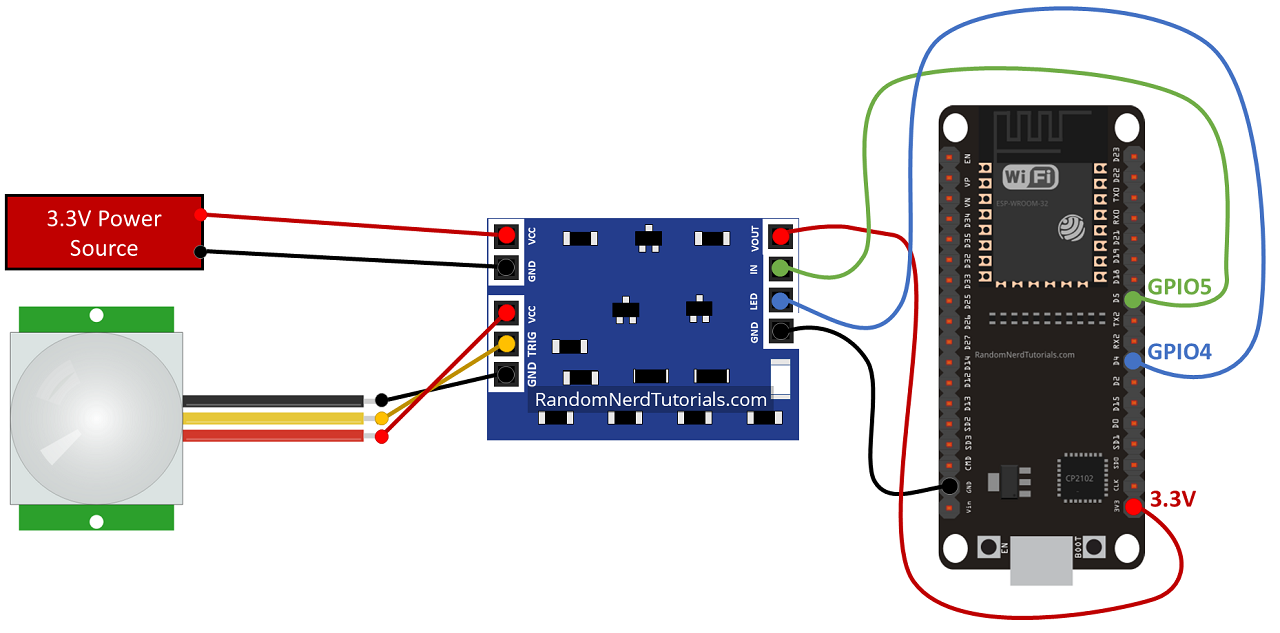 3.3V Power
Source
VCC
GND
VCC
TRIG
GND
VOUT
IN
LED
GND
RandomNerdTutorials.com
WiFi
ESP-WROOM-32
EN
VP
VN
D34
D35
D32
D33
D25
D26
D27
D14
D12
D13
SD2
SD3
CMD
GND
Vin
D23
D22
TX0
RX0
D21
D19
D18
D5
TX2
RX2
D4
D2
D15
D0
SD1
SD0
CLK
3V3
GPIO5
GPIO4
RandomNerdTutorials.com
CP2102
3.3V
EN
BOOT